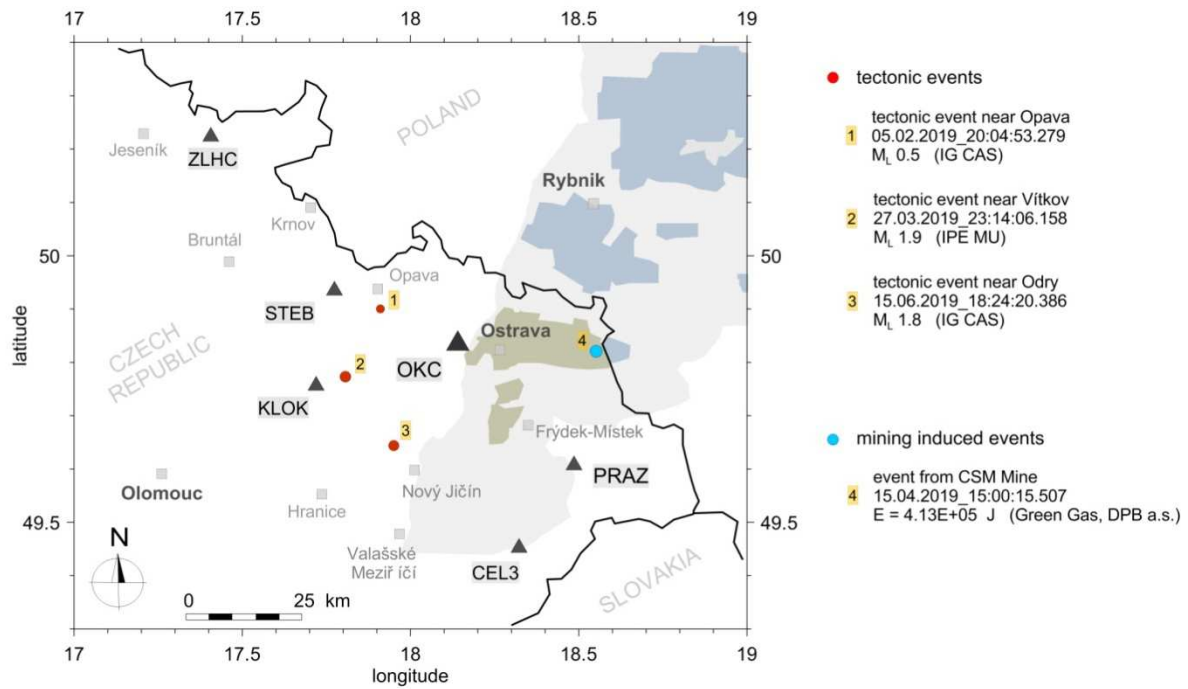 17 17.5 18 18.5 19
POLAND
Jeseník
ZLHC
Rybnik
Krnov
Bruntál
50 50
Opava
STEB
1
Ostrava
4
CZECH
REPUBLIC
OKC
2
KLOK
3
Frýdek-Místek
PRAZ
Olomouc
Nový Jičín
Hranice
49.5 49.5
N
Valašské
Meziř íčí
CEL3
SLOVAKIA
0 25 km
17 17.5 18 18.5 19
longitude
latitude
tectonic events
tectonic event near Opava
1 05.02.2019_20:04:53.279
ML 0.5 (IG CAS)
tectonic event near Vítkov
2 27.03.2019_23:14:06.158
ML 1.9 (IPE MU)
tectonic event near Odry
3 15.06.2019_18:24:20.386
ML 1.8 (IG CAS)
mining induced events
event from CSM Mine
4 15.04.2019_15:00:15.507
E = 4.13E+05 J (Green Gas, DPB a.s.)